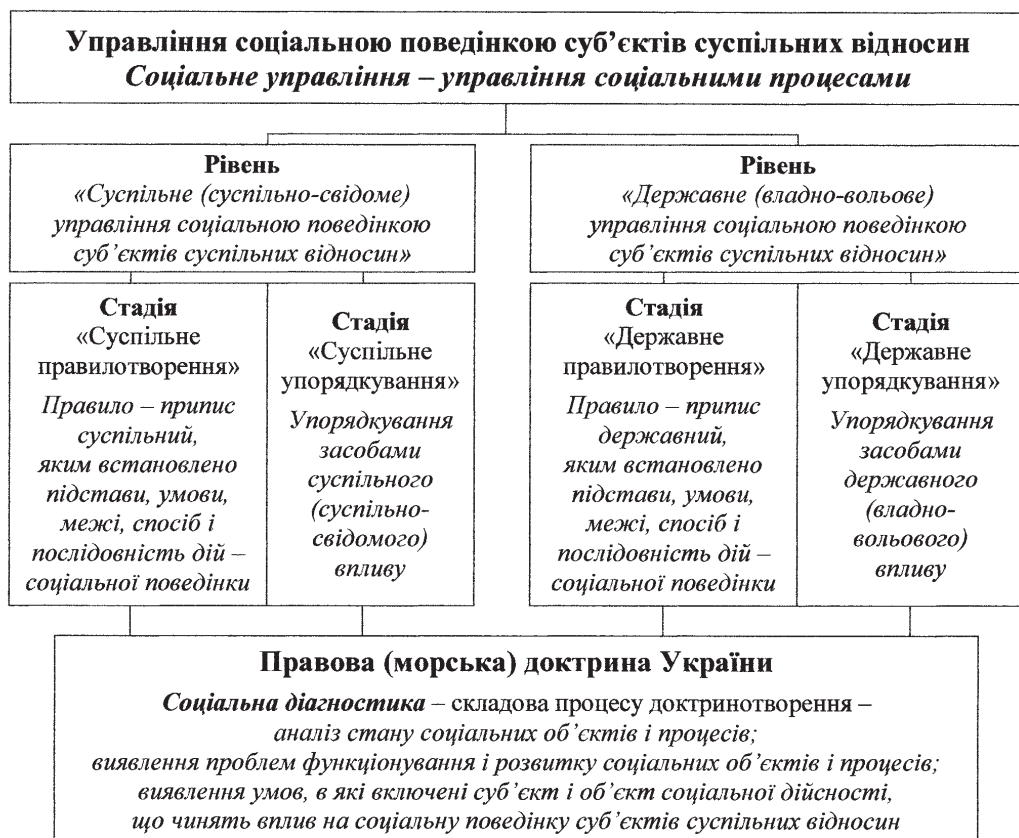 Управління соціальною поведінкою суб’єктів суспільних відносин
Соціальне управління – управління соціальними процесами
Рівень
«Суспільне (суспільно-свідоме)
управління соціальною поведінкою
суб’єктів суспільних відносин»
Рівень
«Державне (владно-вольове)
управління соціальною поведінкою
суб’єктів суспільних відносин»
Стадія
«Суспільне
правилотворення»
Правило – припис
суспільний,
яким встановлено
підстави, умови,
межі, спосіб і
послідовність дій –
соціальної поведінки
Стадія
«Суспільне
упорядкування»
Упорядкування
засобами
суспільного
(суспільно-
свідомого)
впливу
Стадія
«Державне
правилотворення»
Правило – припис
державний,
яким встановлено
підстави, умови,
межі, спосіб і
послідовність дій –
соціальної поведінки
Стадія
«Державне
упорядкування»
Упорядкування
засобами
державного
(владно-
вольового)
впливу
Правова (морська) доктрина України
Соціальна діагностика – складова процесу доктринотворення –
аналіз стану соціальних об’єктів і процесів;
виявлення проблем функціонування і розвитку соціальних об’єктів і процесів;
виявлення умов, в які включені суб’єкт і об’єкт соціальної дійсності,
що чинять вплив на соціальну поведінку суб’єктів суспільних відносин